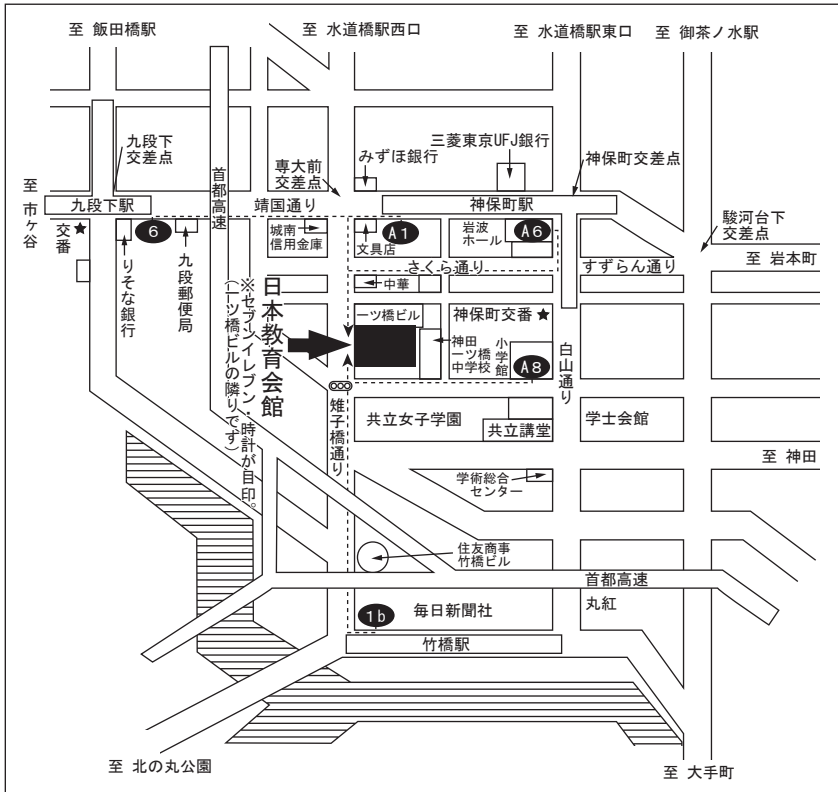 至 飯田橋駅
至 水道橋駅西口
至 水道橋駅東口
至 御茶ノ水駅
九段下
交差点
首都高速
専大前
交差点
みずほ銀行
三菱東京UFJ銀行
神保町交差点
至 市ヶ谷
九段下駅
靖国通り
神保町駅
駿河台下
交差点
交番★
りそな銀行
6
九段郵便局
城南
信用金庫
文具店
A1
岩波
ホール
A6
さくら通り
すずらん通り
至 岩本町
中華
日本教育会館
※セブンイレブン・時計が目印。
(一ツ橋ビルの隣りです)
一ツ橋ビル
神保町交番★
神田
一ツ橋
中学校
小学館
A8
白山通り
雉子橋通り
共立女子学園
共立講堂
学士会館
至 神田
学術総合
センター
住友商事
竹橋ビル
首都高速
丸紅
1b
毎日新聞社
竹橋駅
至 北の丸公園
至 大手町